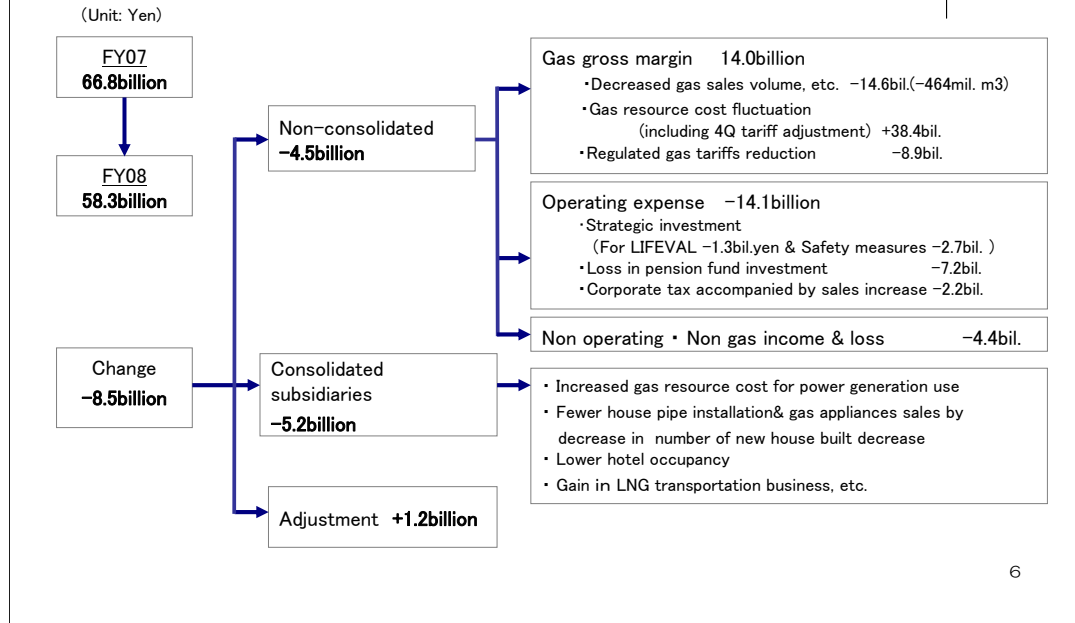 (Unit: Yen)
FY07
66.8billion
FY08
58.3billion
Change
−8.5billion
Non-consolidated
−4.5billion
Consolidated
subsidiaries
−5.2billion
Adjustment +1.2billion
Gas gross margin 14.0billion
・Decreased gas sales volume, etc. −14.6bil.(−464mil. m3)
・Gas resource cost fluctuation
(including 4Q tariff adjustment) +38.4bil.
・Regulated gas tariffs reduction −8.9bil.
Operating expense −14.1billion
・Strategic investment
(For LIFEVAL −1.3bil.yen & Safety measures −2.7bil. )
・Loss in pension fund investment −7.2bil.
・Corporate tax accompanied by sales increase −2.2bil.
Non operating・Non gas income & loss −4.4bil.
・Increased gas resource cost for power generation use
・Fewer house pipe installation& gas appliances sales by
decrease in number of new house built decrease
・Lower hotel occupancy
・Gain in LNG transportation business, etc.
6